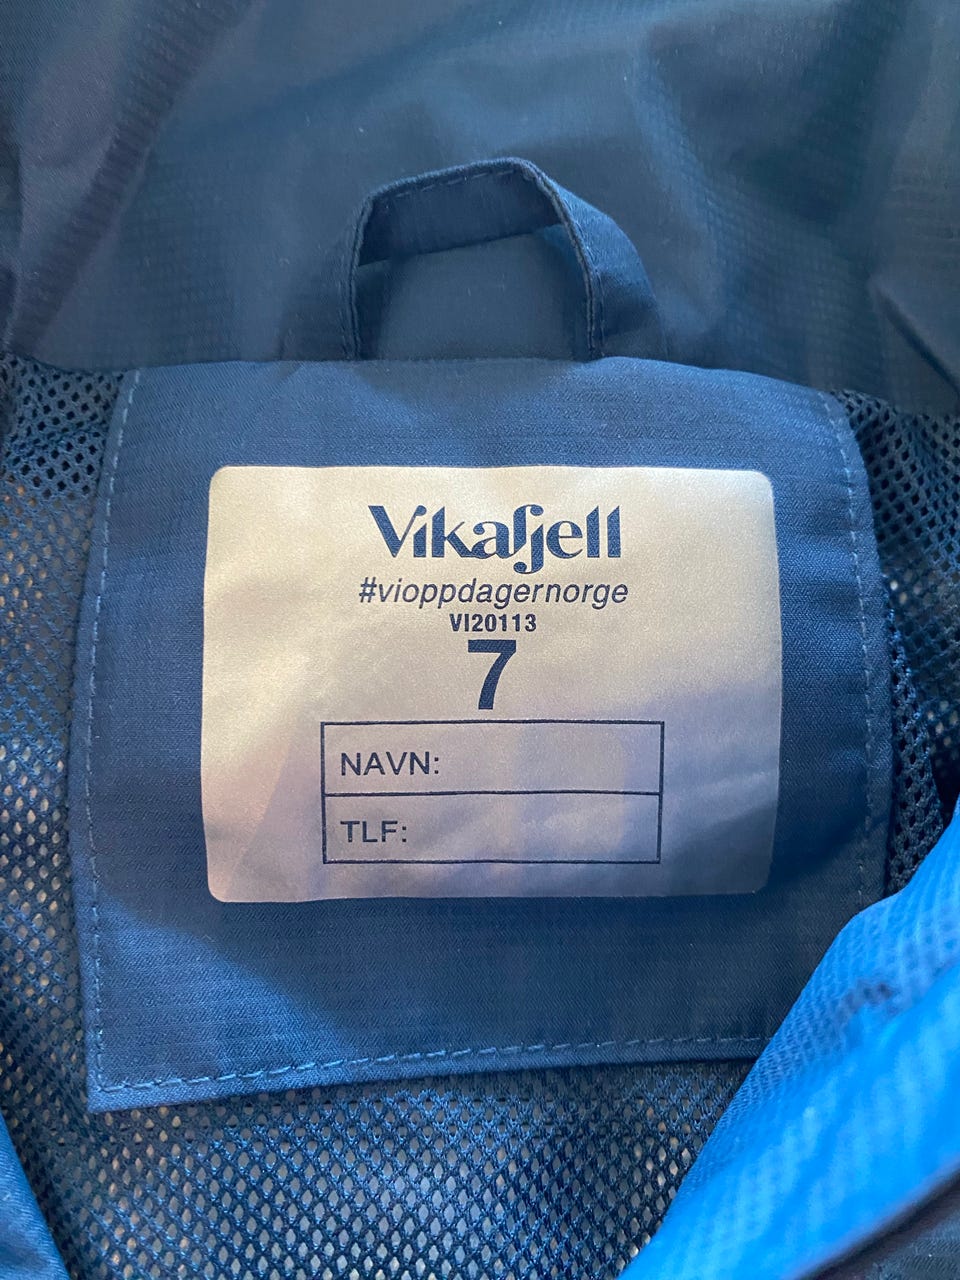 Vikafjell
#vioppdagernorge
VI20113
7
NAVN:
TLF: